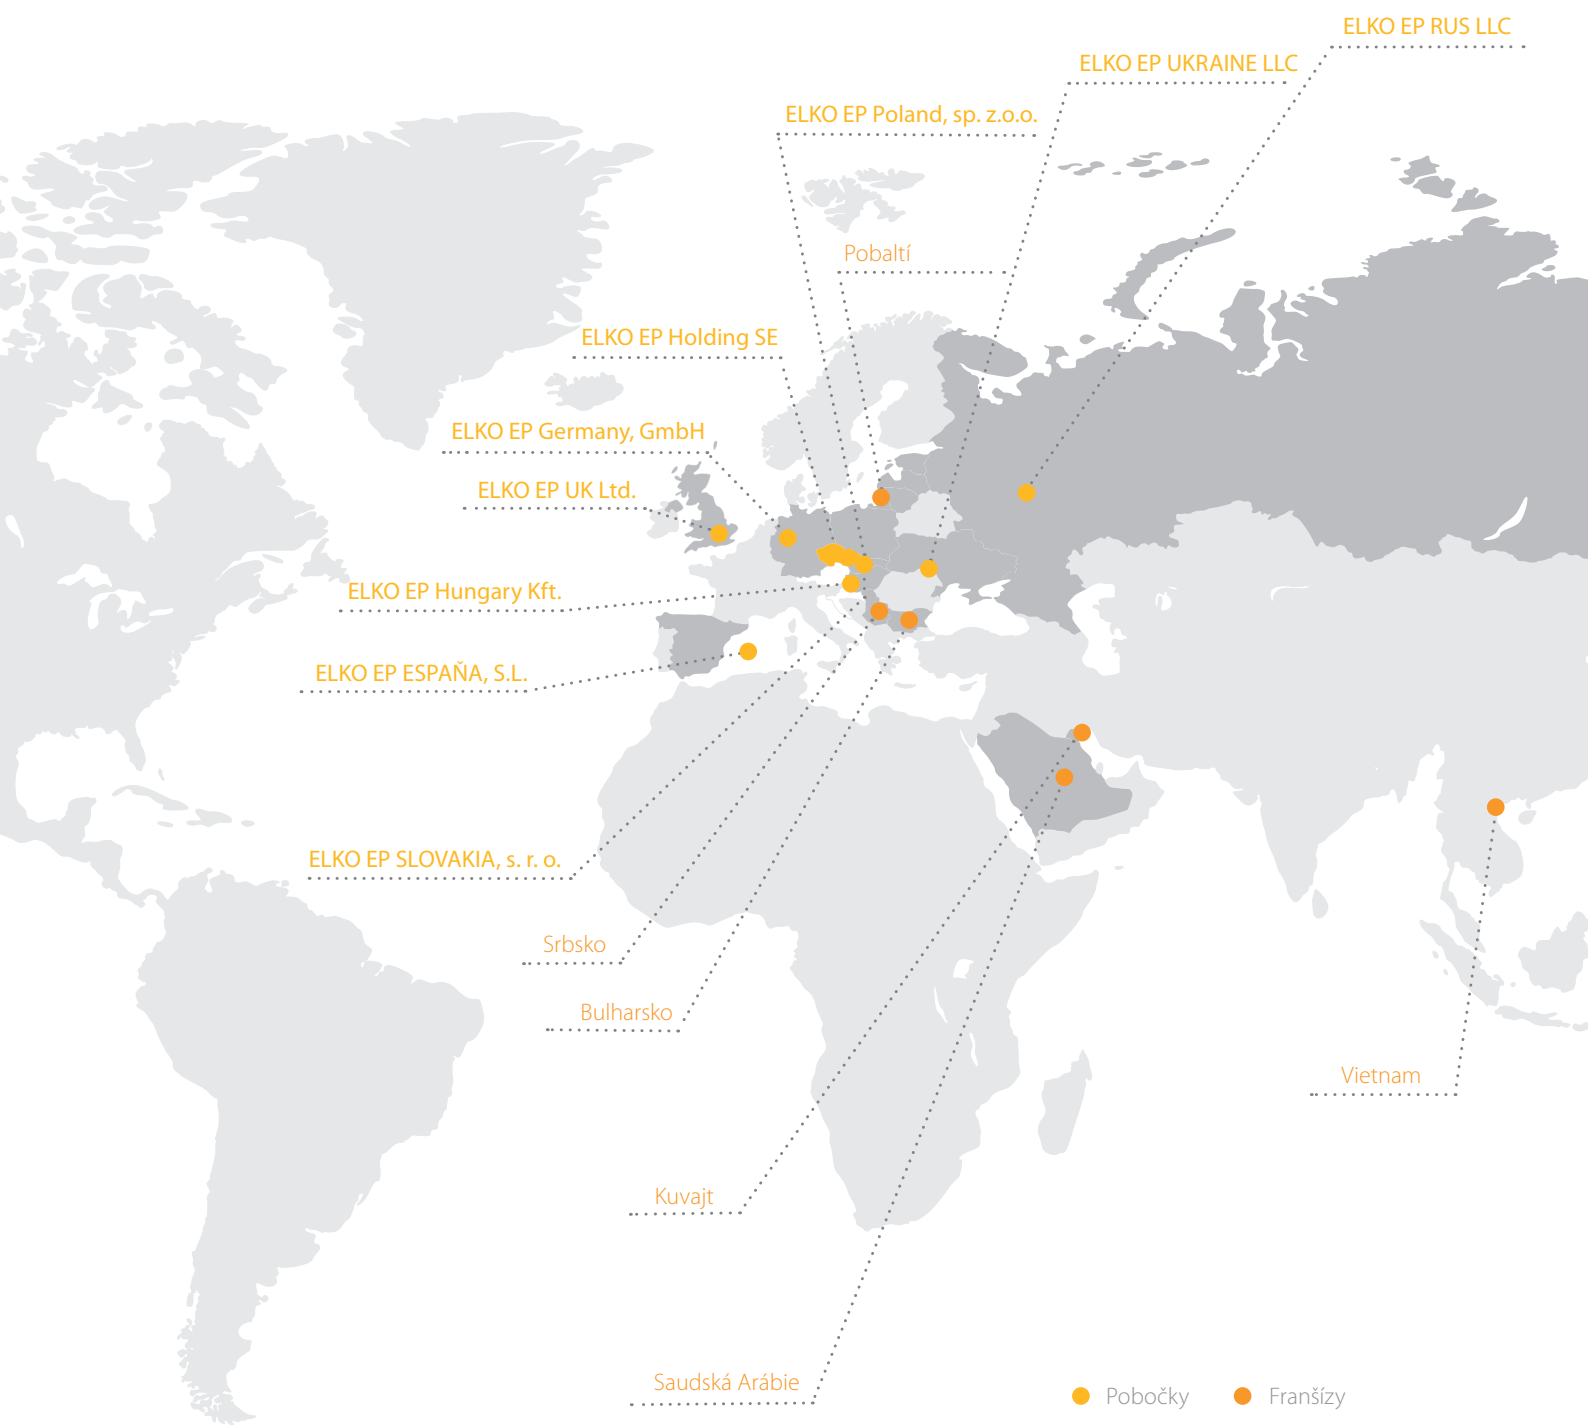 ELKO EP RUS LLC
ELKO EP UKRAINE LLC
ELKO EP Poland, sp. z.o.o.
Pobaltí
ELKO EP Holding SE
ELKO EP Germany, GmbH
ELKO EP UK Ltd.
ELKO EP Hungary Kft.
ELKO EP ESPAŇA, S.L.
ELKO EP SLOVAKIA, s. r. o.
Srbsko
Bulharsko
Vietnam
Kuvajt
Saudská Arábie
Pobočky
Franšízy